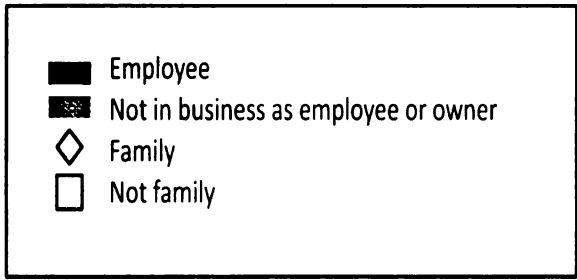 Employee
Not in business as employee or owner
Family
Not family